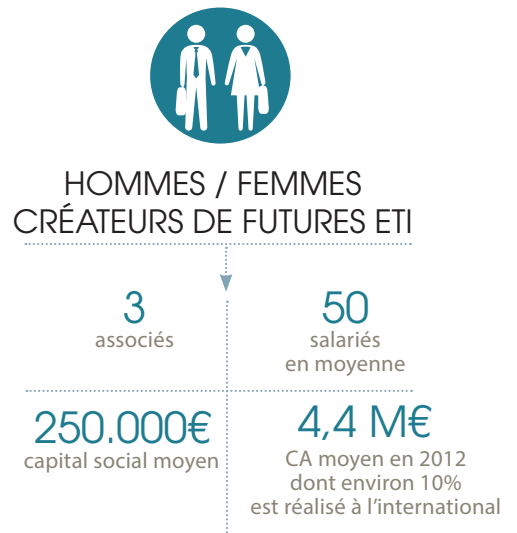 HOMMES / FEMMES
CRÉATEURS DE FUTURES ETI
3
associés
50
salariés
en moyenne
250.000€
capital social moyen
4,4 M€
CA moyen en 2012
dont environ 10%
est réalisé à l’international